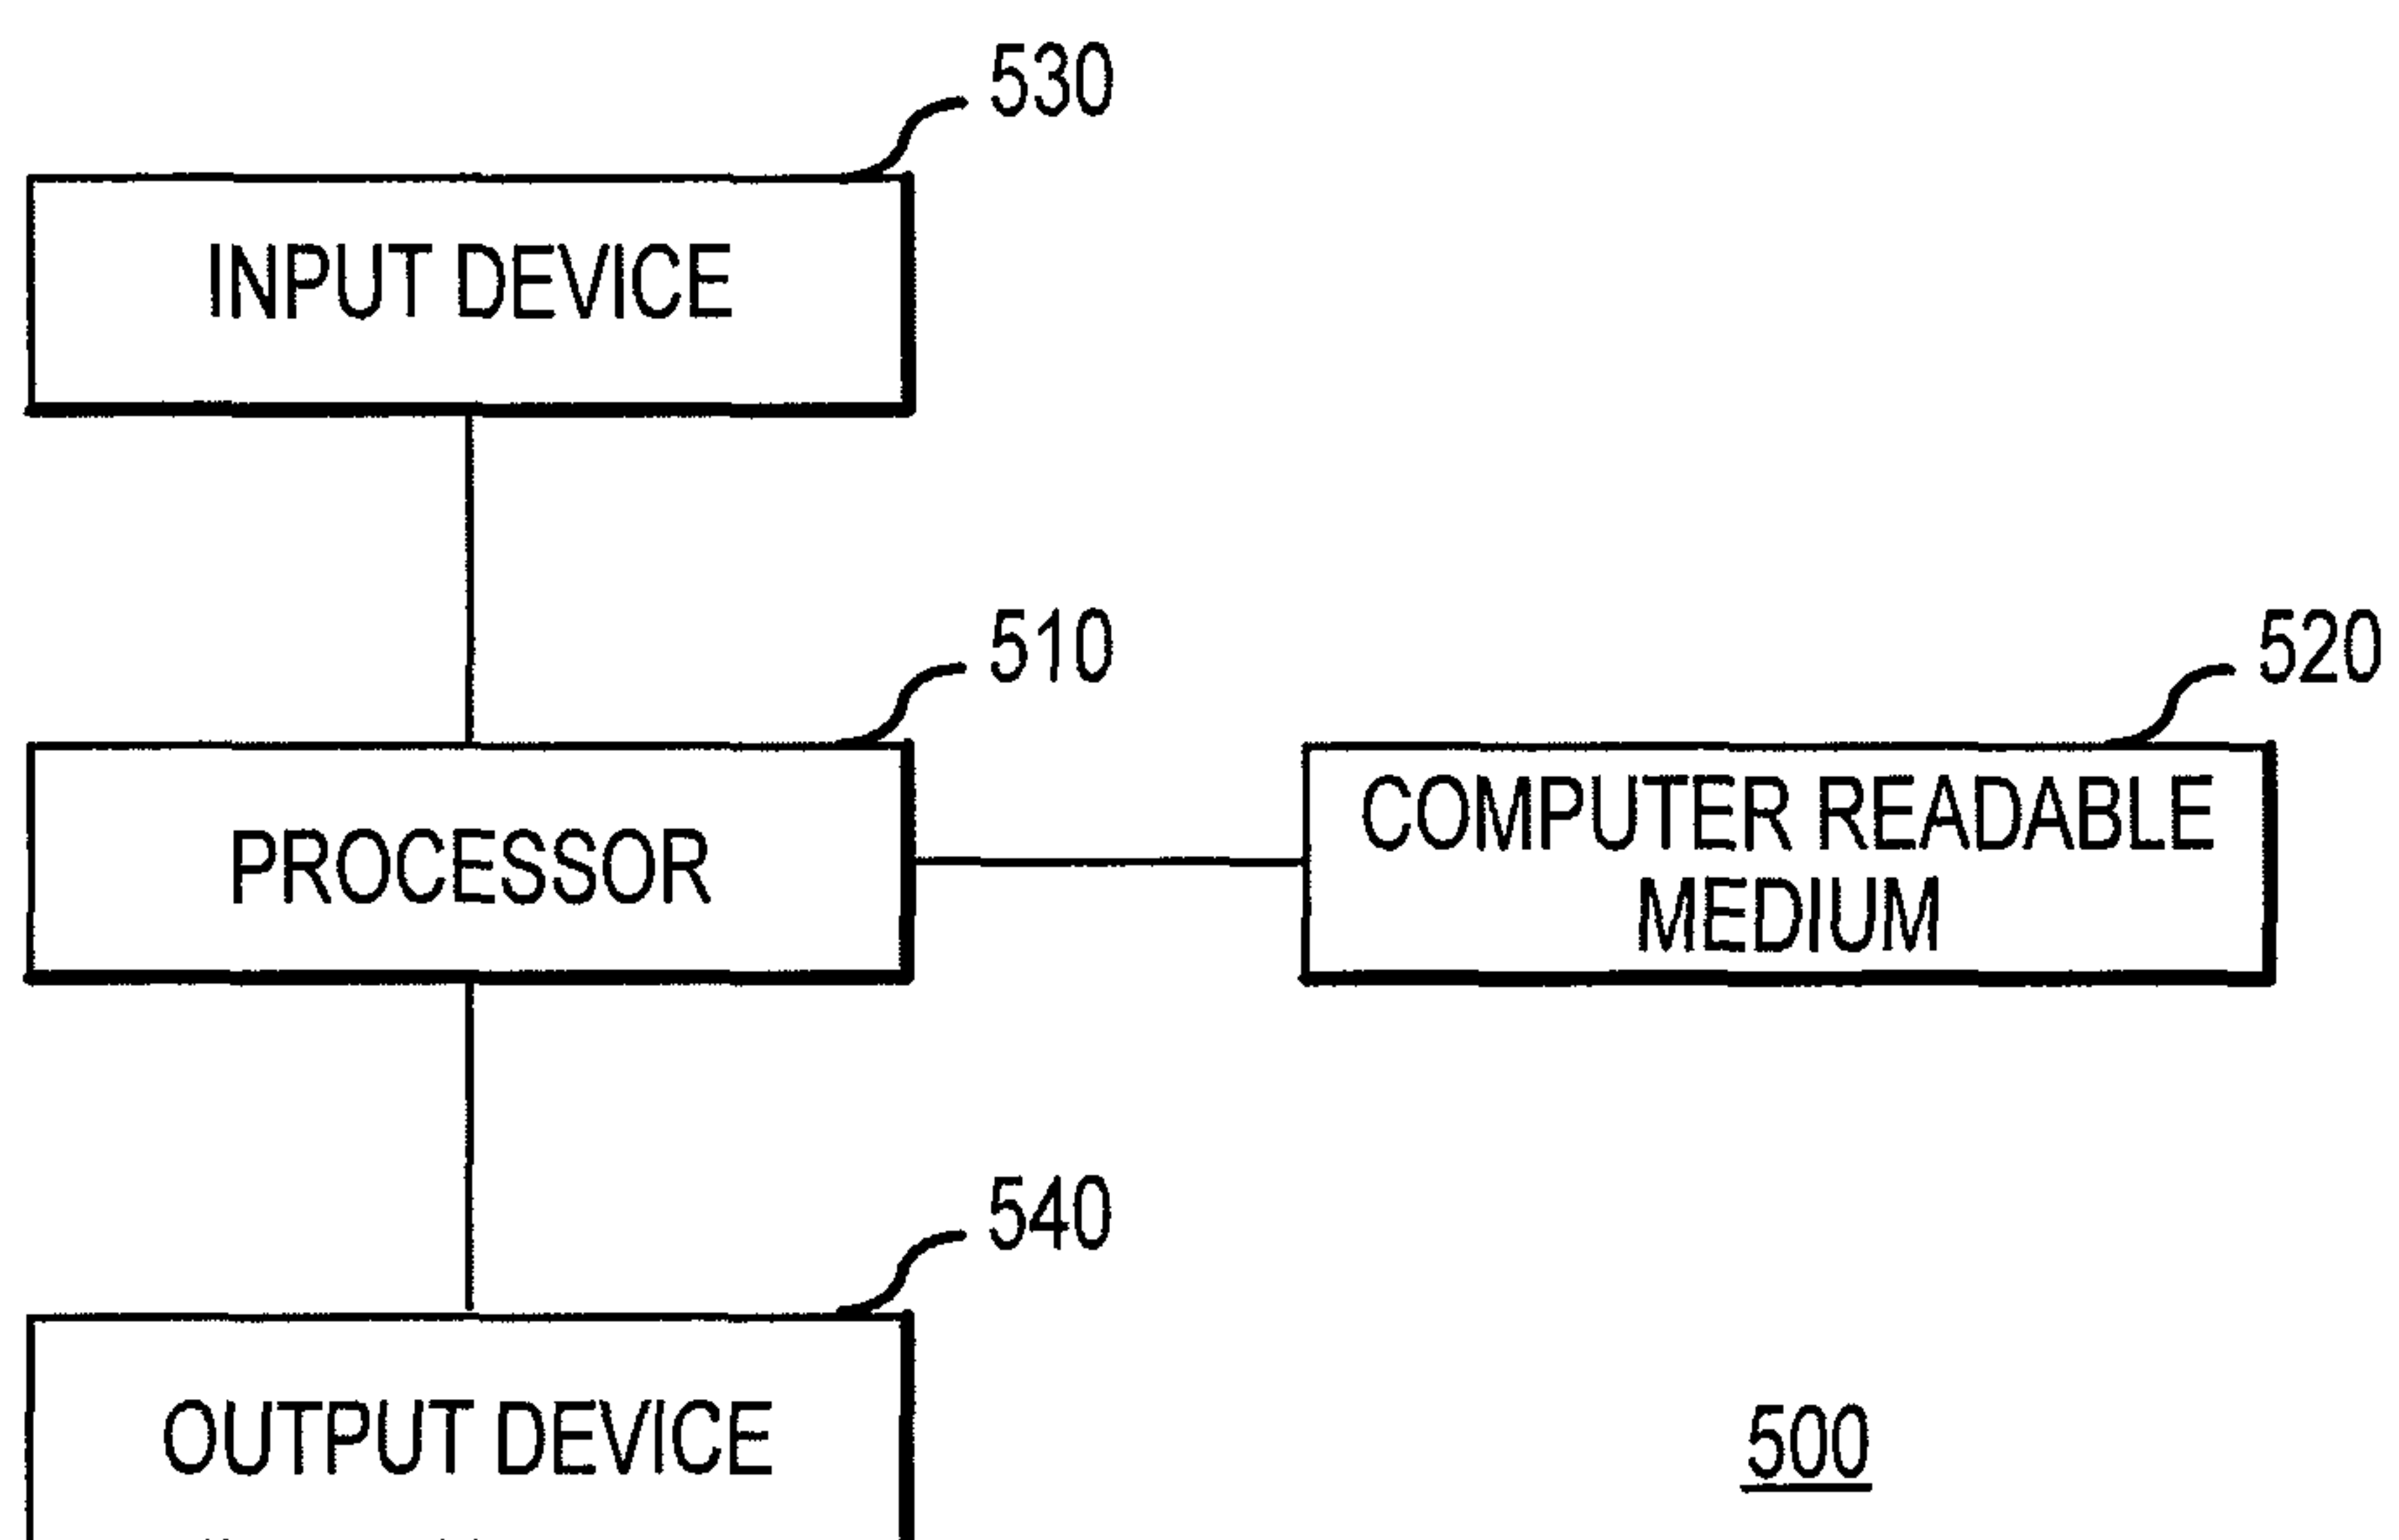 530
INPUT DEVICE
510
520
PROCESSOR
COMPUTER READABLE
MEDIUM
540
OUTPUT DEVICE
500